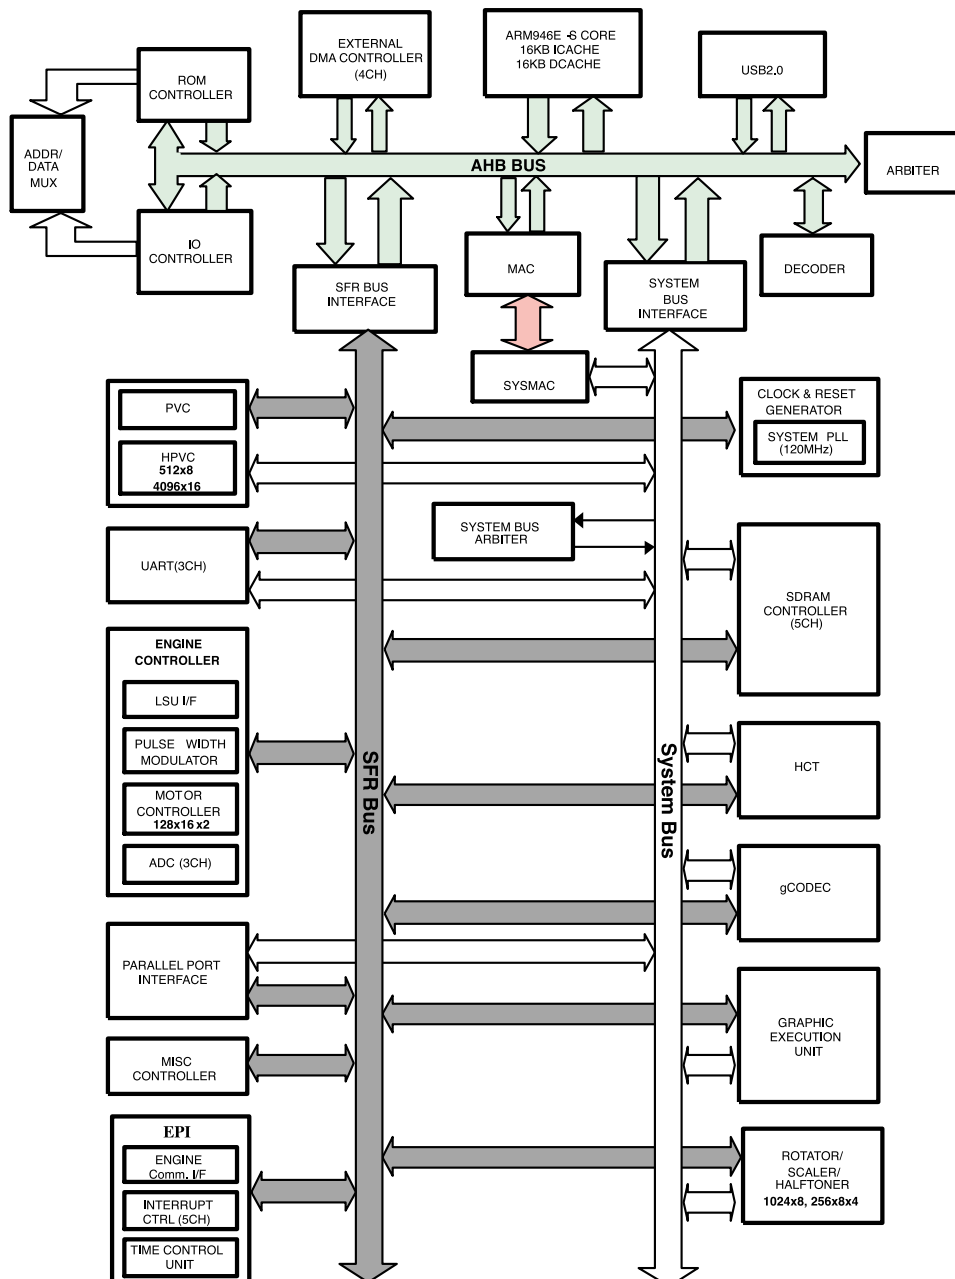 EXTERNAL
DMA CONTROLLER
(4CH)
ARM946E -S CORE
16KB ICACHE
16KB DCACHE
USB2.0
ROM
CONTROLLER
ADDR/
DATA
MUX
AHB BUS
ARBITER
IO
CONTROLLER
SFR BUS
INTERFACE
MAC
SYSTEM
BUS
INTERFACE
DECODER
SYSMAC
PVC
HPVC
512x8
4096x16
CLOCK & RESET
GENERATOR
SYSTEM PLL
(120MHz)
SYSTEM BUS
ARBITER
UART(3CH)
SDRAM
CONTROLLER
(5CH)
ENGINE
CONTROLLER
LSU I/F
PULSE WIDTH
MODULATOR
MOTOR
CONTROLLER
128x16 x2
ADC (3CH)
SFR Bus
System Bus
HCT
gCODEC
PARALLEL PORT
INTERFACE
GRAPHIC
EXECUTION
UNIT
MISC
CONTROLLER
EPI
ENGINE
Comm. I/F
INTERRUPT
CTRL (5CH)
TIME CONTROL
UNIT
ROTATOR/
SCALER/
HALFTONER
1024x8, 256x8x4